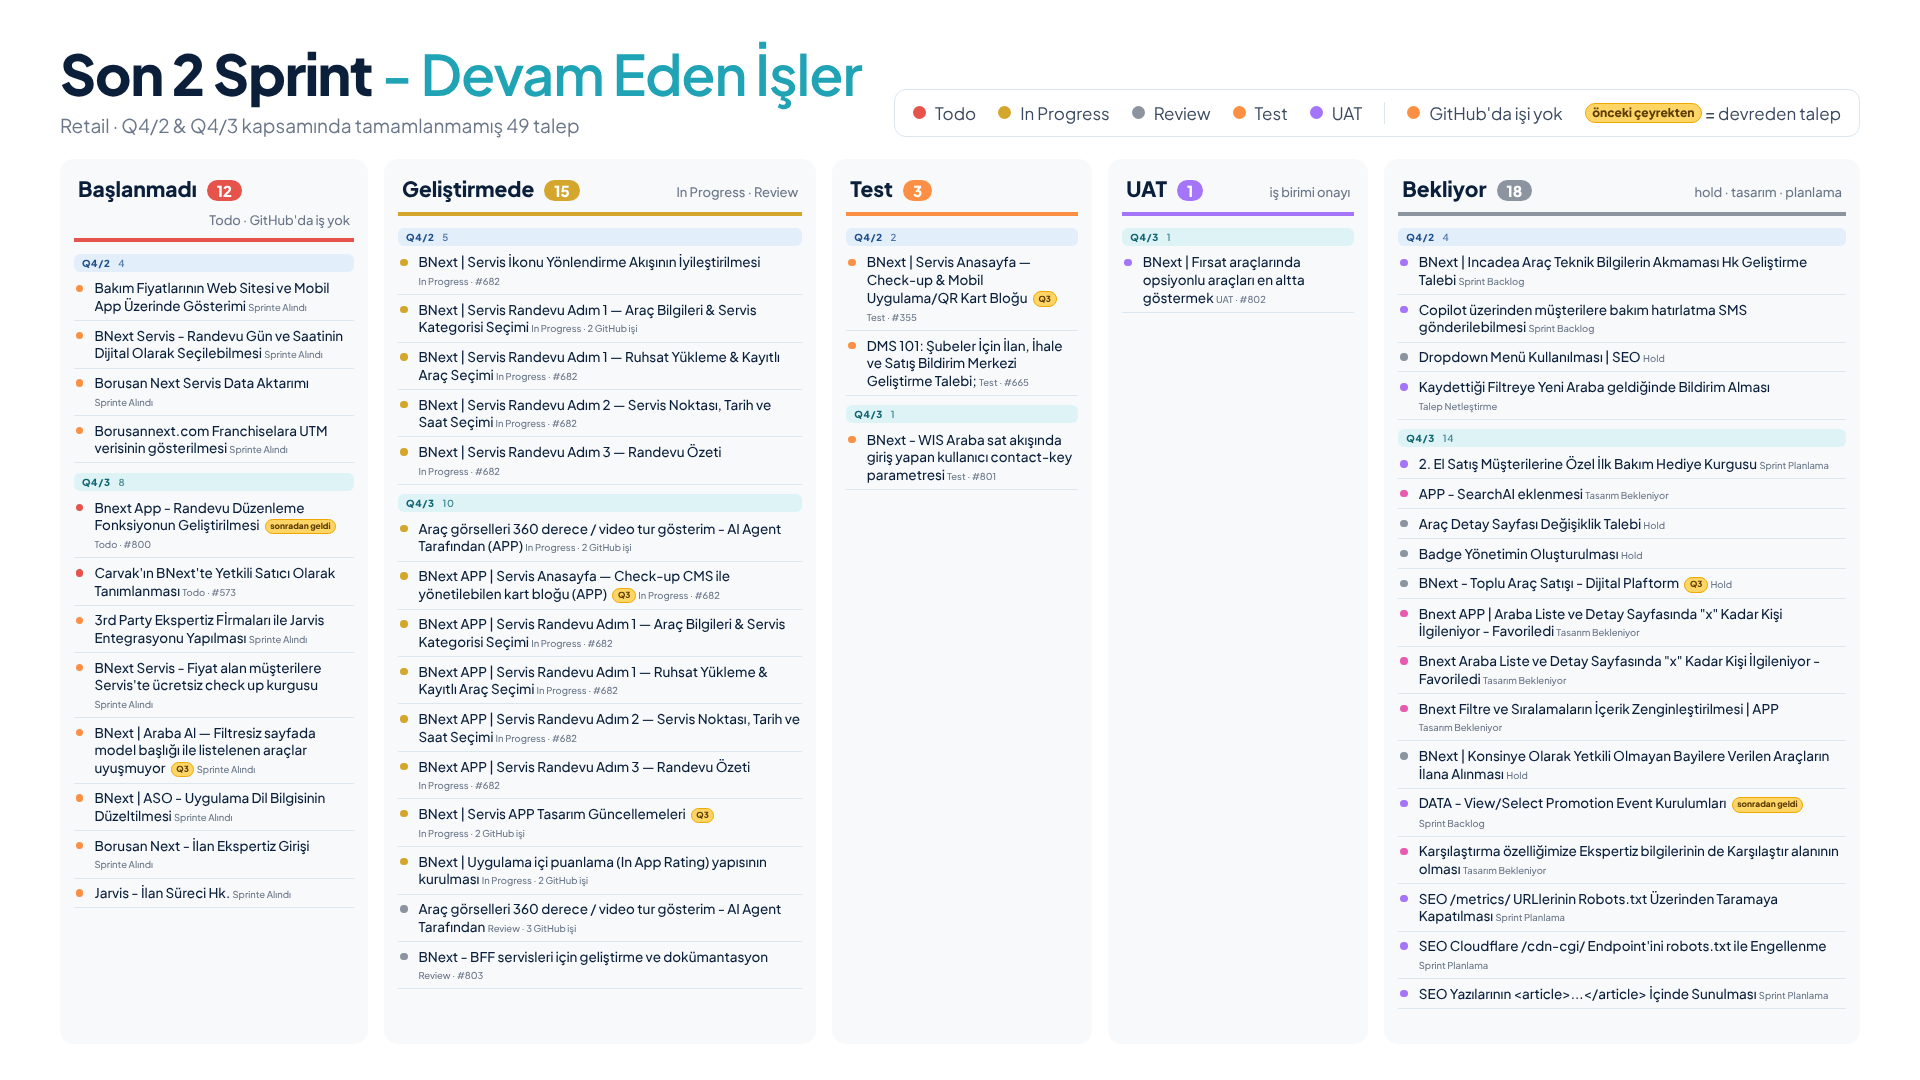 Son 2 Sprint - Devam Eden İşler
Retail · Q4/2 & Q4/3 kapsamında tamamlanmamış 49 talep
Todo
In Progress
Review
Test
UAT
GitHub'da işi yok
önceki çeyrekten = devreden talep
Başlanmadı 12
Todo · GitHub'da iş yok
Q4/2 4
Bakım Fiyatlarının Web Sitesi ve Mobil
App Üzerinde Gösterimi Sprinte Alındı
BNext Servis - Randevu Gün ve Saatinin
Dijital Olarak Seçilebilmesi Sprinte Alındı
Borusan Next Servis Data Aktarımı
Sprinte Alındı
Borusannext.com Franchiselara UTM
verisinin gösterilmesi Sprinte Alındı
Q4/3 8
Bnext App - Randevu Düzenleme
Fonksiyonun Geliştirilmesi sonradan geldi
Todo · #800
Carvak'ın BNext'te Yetkili Satıcı Olarak
Tanımlanması Todo · #573
3rd Party Ekspertiz Fİrmaları ile Jarvis
Entegrasyonu Yapılması Sprinte Alındı
BNext Servis - Fiyat alan müşterilere
Servis'te ücretsiz check up kurgusu
Sprinte Alındı
BNext | Araba AI — Filtresiz sayfada
model başlığı ile listelenen araçlar
uyuşmuyor Q3 Sprinte Alındı
BNext | ASO - Uygulama Dil Bilgisinin
Düzeltilmesi Sprinte Alındı
Borusan Next - İlan Ekspertiz Girişi
Sprinte Alındı
Jarvis - İlan Süreci Hk. Sprinte Alındı
Geliştirmede 15
In Progress · Review
Q4/2 5
BNext | Servis İkonu Yönlendirme Akışının İyileştirilmesi
In Progress · #682
BNext | Servis Randevu Adım 1 — Araç Bilgileri & Servis
Kategorisi Seçimi In Progress · 2 GitHub işi
BNext | Servis Randevu Adım 1 — Ruhsat Yükleme & Kayıtlı
Araç Seçimi In Progress · #682
BNext | Servis Randevu Adım 2 — Servis Noktası, Tarih ve
Saat Seçimi In Progress · #682
BNext | Servis Randevu Adım 3 — Randevu Özeti
In Progress · #682
Q4/3 10
Araç görselleri 360 derece / video tur gösterim - AI Agent
Tarafından (APP) In Progress · 2 GitHub işi
BNext APP | Servis Anasayfa — Check-up CMS ile
yönetilebilen kart bloğu (APP) Q3 In Progress · #682
BNext APP | Servis Randevu Adım 1 — Araç Bilgileri & Servis
Kategorisi Seçimi In Progress · #682
BNext APP | Servis Randevu Adım 1 — Ruhsat Yükleme &
Kayıtlı Araç Seçimi In Progress · #682
BNext APP | Servis Randevu Adım 2 — Servis Noktası, Tarih ve
Saat Seçimi In Progress · #682
BNext APP | Servis Randevu Adım 3 — Randevu Özeti
In Progress · #682
BNext | Servis APP Tasarım Güncellemeleri Q3
In Progress · 2 GitHub işi
BNext | Uygulama içi puanlama (In App Rating) yapısının
kurulması In Progress · 2 GitHub işi
Araç görselleri 360 derece / video tur gösterim - AI Agent
Tarafından Review · 3 GitHub işi
BNext - BFF servisleri için geliştirme ve dokümantasyon
Review · #803
Test 3
Q4/2 2
BNext | Servis Anasayfa —
Check-up & Mobil
Uygulama/QR Kart Bloğu Q3
Test · #355
DMS 101: Şubeler İçin İlan, İhale
ve Satış Bildirim Merkezi
Geliştirme Talebi; Test · #665
Q4/3 1
BNext - WIS Araba sat akışında
giriş yapan kullanıcı contact-key
parametresi Test · #801
UAT 1
iş birimi onayı
Q4/3 1
BNext | Fırsat araçlarında
opsiyonlu araçları en altta
göstermek UAT · #802
Bekliyor 18
hold · tasarım · planlama
Q4/2 4
BNext | Incadea Araç Teknik Bilgilerin Akmaması Hk Geliştirme
Talebi Sprint Backlog
Copilot üzerinden müşterilere bakım hatırlatma SMS
gönderilebilmesi Sprint Backlog
Dropdown Menü Kullanılması | SEO Hold
Kaydettiği Filtreye Yeni Araba geldiğinde Bildirim Alması
Talep Netleştirme
Q4/3 14
2. El Satış Müşterilerine Özel İlk Bakım Hediye Kurgusu Sprint Planlama
APP - SearchAI eklenmesi Tasarım Bekleniyor
Araç Detay Sayfası Değişiklik Talebi Hold
Badge Yönetimin Oluşturulması Hold
BNext - Toplu Araç Satışı - Dijital Plaftorm Q3 Hold
Bnext APP | Araba Liste ve Detay Sayfasında "x" Kadar Kişi
İlgileniyor - Favoriledi Tasarım Bekleniyor
Bnext Araba Liste ve Detay Sayfasında "x" Kadar Kişi İlgileniyor -
Favoriledi Tasarım Bekleniyor
Bnext Filtre ve Sıralamaların İçerik Zenginleştirilmesi | APP
Tasarım Bekleniyor
BNext | Konsinye Olarak Yetkili Olmayan Bayilere Verilen Araçların
İlana Alınması Hold
DATA - View/Select Promotion Event Kurulumları sonradan geldi
Sprint Backlog
Karşılaştırma özelliğimize Ekspertiz bilgilerinin de Karşılaştır alanının
olması Tasarım Bekleniyor
SEO /metrics/ URLlerinin Robots.txt Üzerinden Taramaya
Kapatılması Sprint Planlama
SEO Cloudflare /cdn-cgi/ Endpoint'ini robots.txt ile Engellenme
Sprint Planlama
SEO Yazılarının <article>...</article> İçinde Sunulması Sprint Planlama